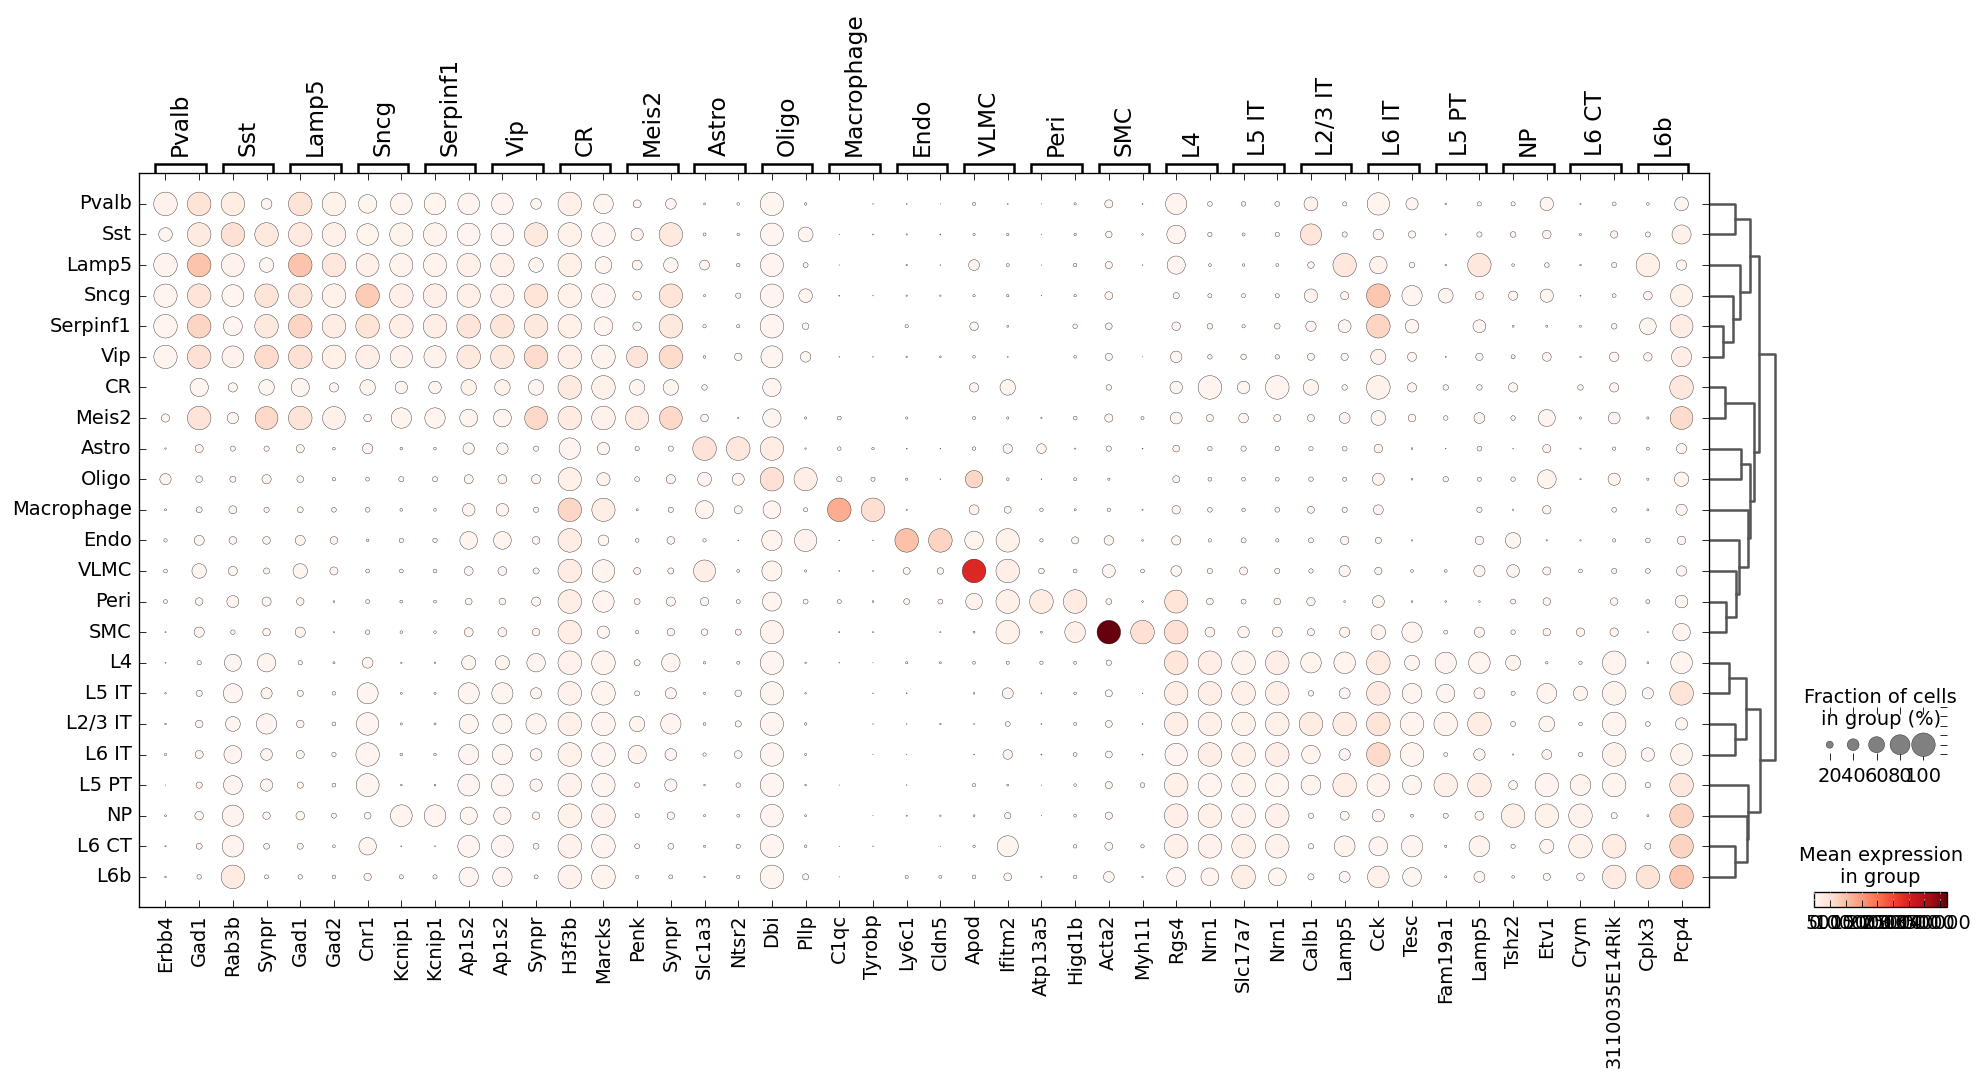 Pvalb
Sst
Lamp5
Sncg
Serpinf1
Vip
CR
Meis2
Astro
Oligo
Macrophage
Endo
VLMC
Peri
SMC
L4
L5 IT
L2/3 IT
L6 IT
L5 PT
NP
L6 CT
L6b
Pvalb
Sst
Lamp5
Sncg
Serpinf1
Vip
CR
Meis2
Astro
Oligo
Macrophage
Endo
VLMC
Peri
SMC
L4
L5 IT
L2/3 IT
L6 IT
L5 PT
NP
L6 CT
L6b
Erbb4
Gad1
Rab3b
Synpr
Gad1
Gad2
Cnr1
Kcnip1
Kcnip1
Ap1s2
Ap1s2
Synpr
H3f3b
Marcks
Penk
Synpr
Slc1a3
Ntsr2
Dbi
Pllp
C1qc
Tyrobp
Ly6c1
Cldn5
Apod
Ifitm2
Atp13a5
Higd1b
Acta2
Myh11
Rgs4
Nrn1
Slc17a7
Nrn1
Calb1
Lamp5
Cck
Tesc
Fam19a1
Lamp5
Tshz2
Etv1
Crym
3110035E14Rik
Cplx3
Pcp4
Fraction of cells
in group (%)
20 40 60 80 100
Mean expression
in group